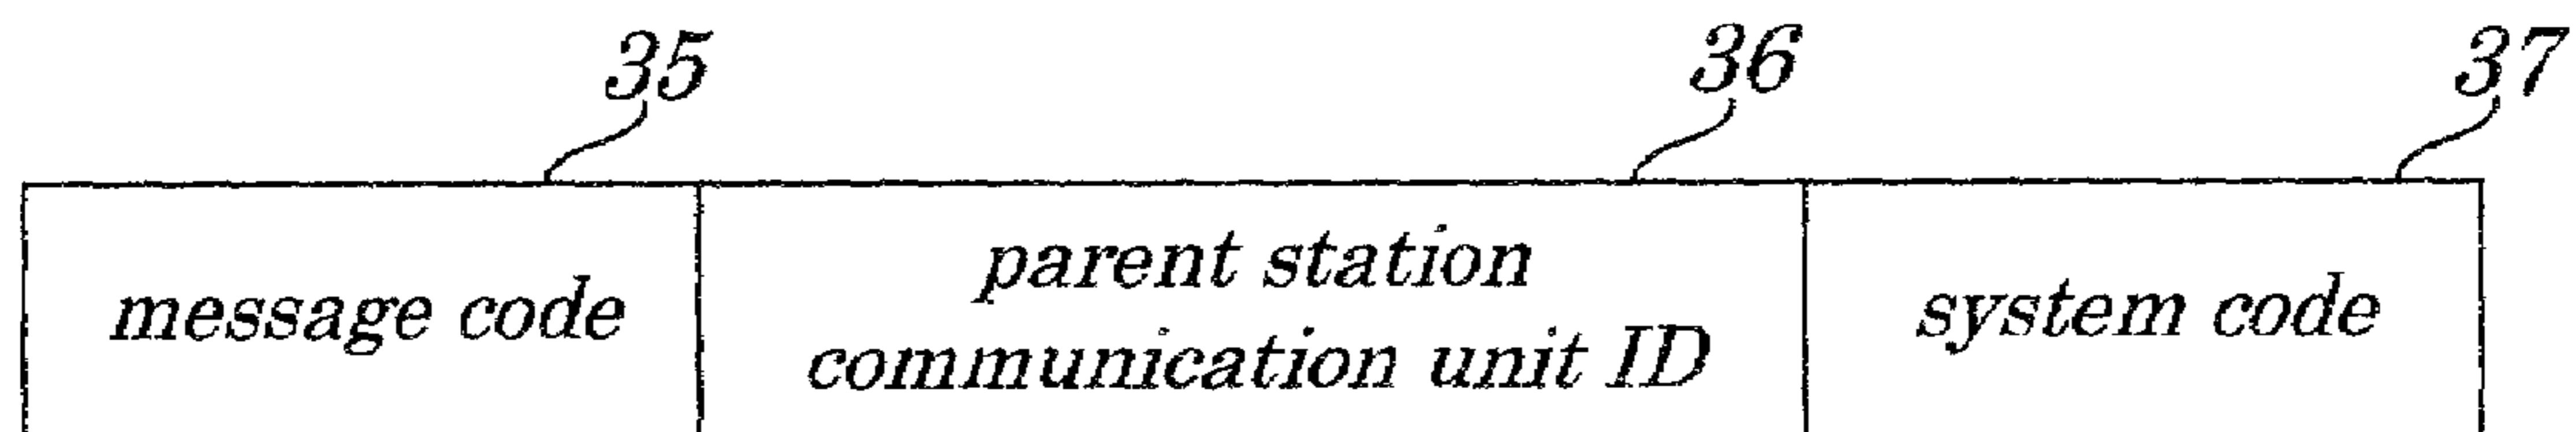 35 36 37
message code
parent station
communication unit ID
system code